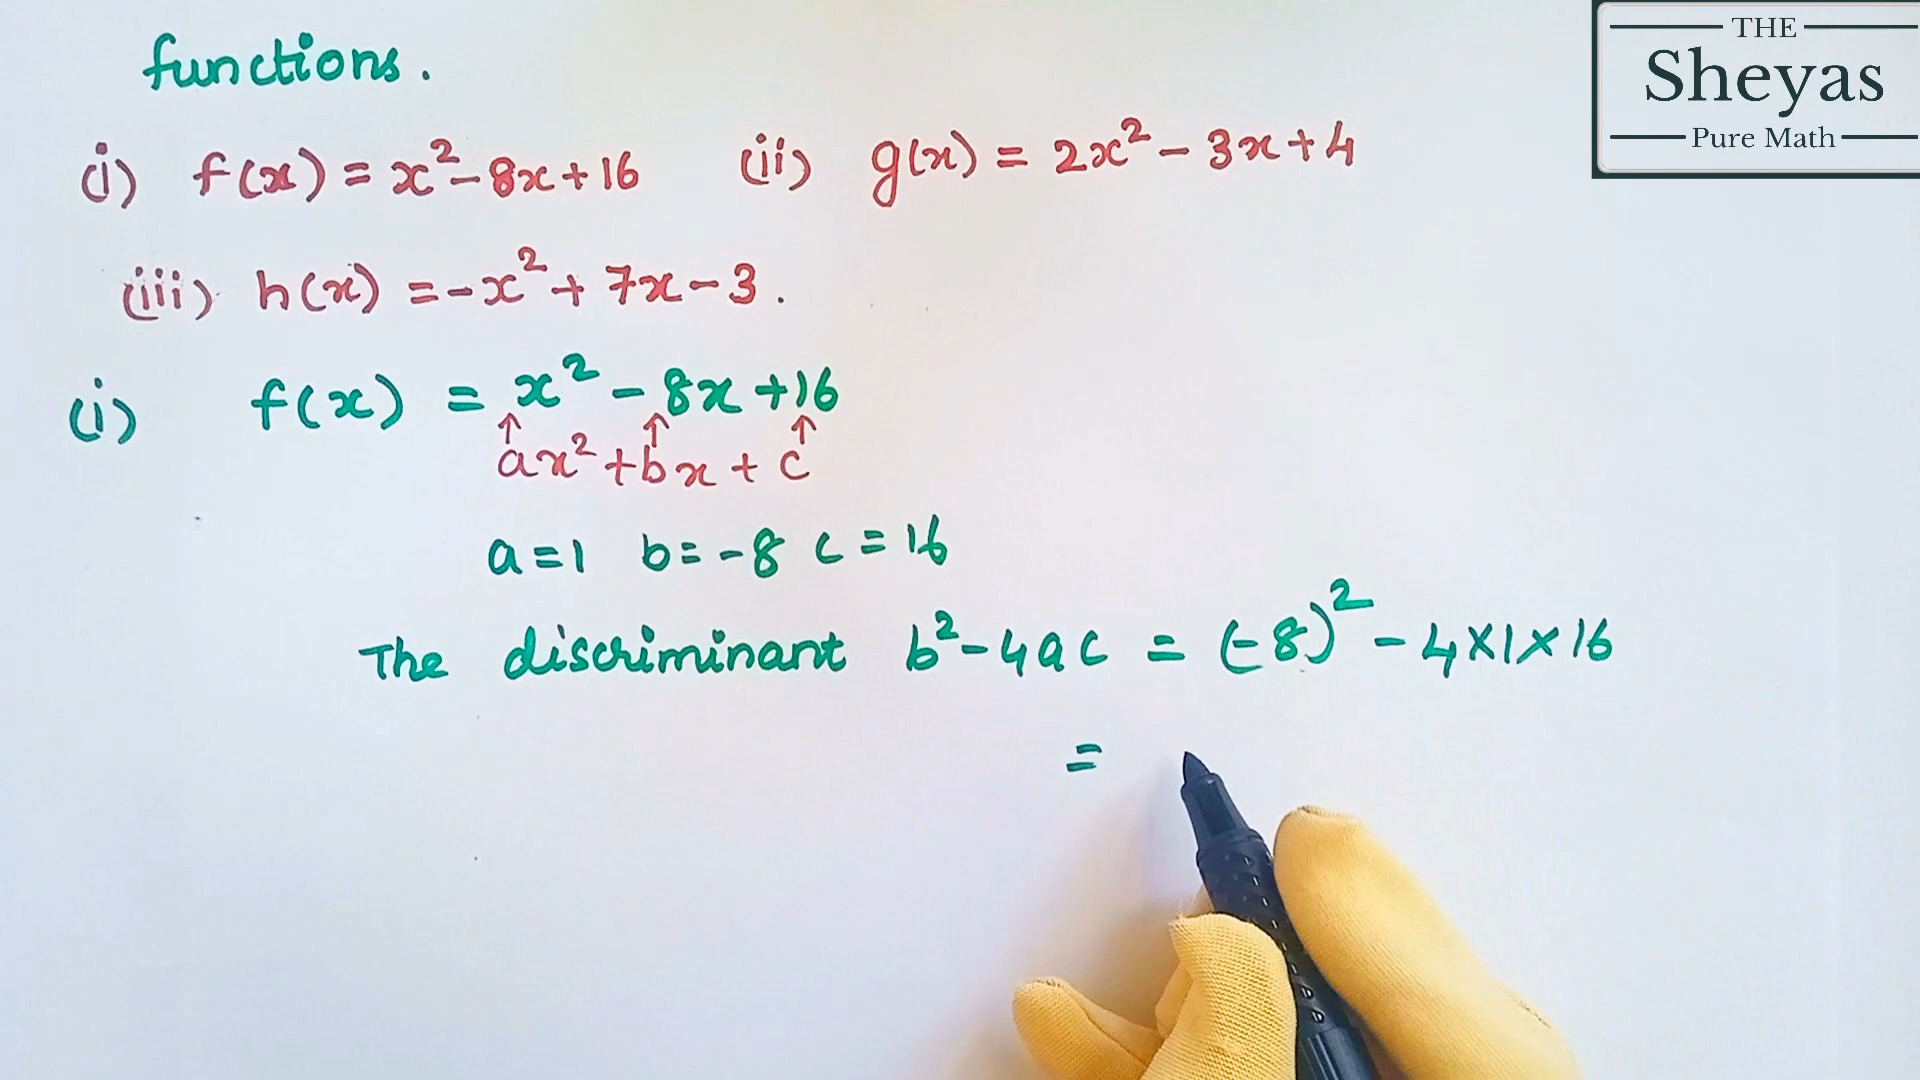 functions.
(i) f(x) = x² - 8x + 16 (ii) g(x) = 2x² - 3x + 4
(iii) h(x) = -x² + 7x - 3.
(i) f(x) = x² - 8x + 16
↑ ↑ ↑
ax² + bx + c
a = 1 b = -8 c = 16
The discriminant b² - 4ac = (-8)² - 4 × 1 × 16
=
THE
Sheyas
Pure Math